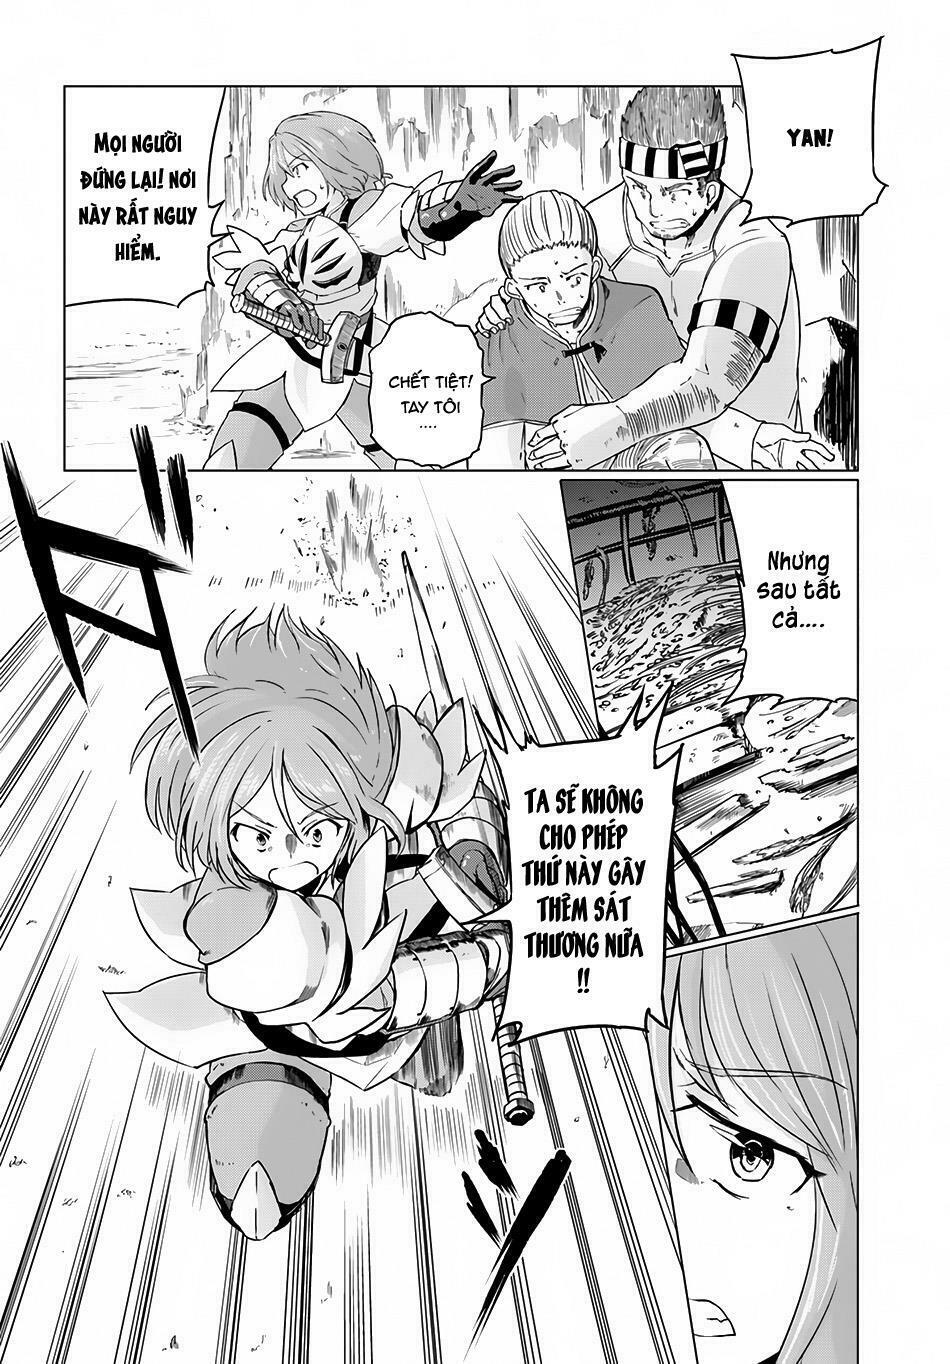 YAN!
MỌI NGƯỜI
ĐỨNG LẠI! NƠI
NÀY RẤT NGUY
HIỂM.
CHẾT TIỆT!
TAY TÔI
....
Nhưng
sau tất
cả....
TA SẼ KHÔNG
CHO PHÉP
THỨ NÀY GÂY
THÊM SÁT
THƯƠNG NỮA
!!